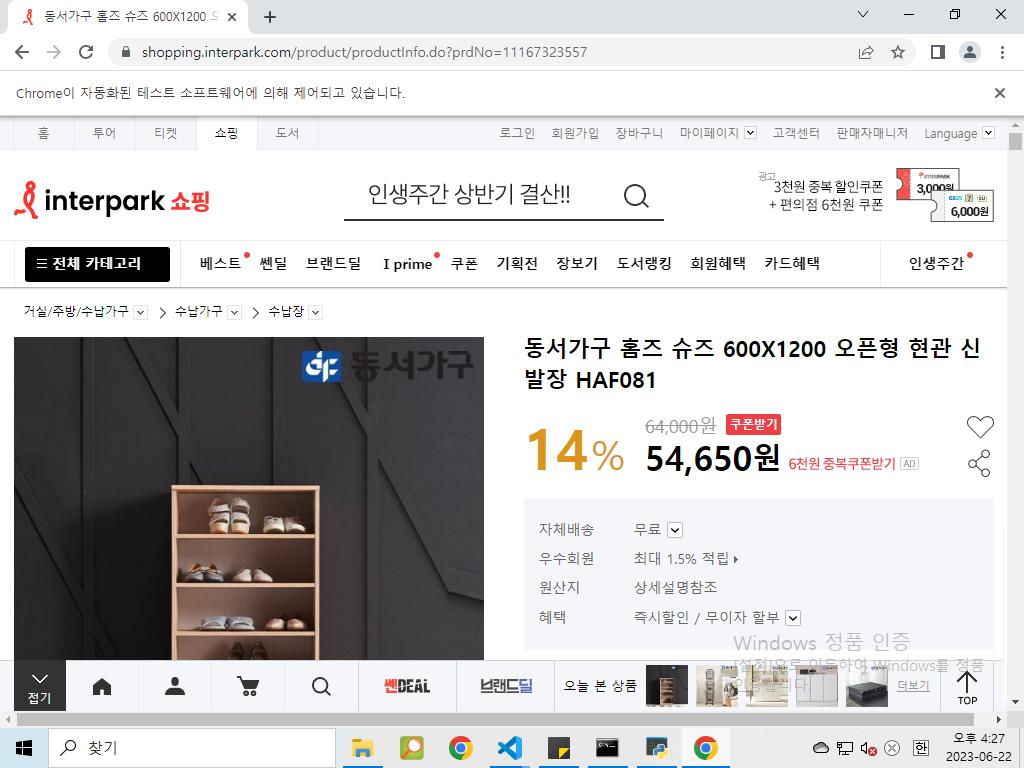 동서가구 홈즈 슈즈 600X1200 오
shopping.interpark.com/product/productInfo.do?prdNo=11167323557
Chrome이 자동화된 테스트 소프트웨어에 의해 제어되고 있습니다.
홈 투어 티켓 쇼핑 도서 로그인 회원가입 장바구니 마이페이지 고객센터 판매자매니저 Language
interpark 쇼핑
인생주간 상반기 결산!!
광고
3천원 중복 할인쿠폰
+ 편의점 6천원 쿠폰
INTERPARK
3,000원
GS25 CU
6,000원
전체 카테고리 베스트 쎈딜 브랜드딜 I prime 쿠폰 기획전 장보기 도서랭킹 회원혜택 카드혜택 인생주간
거실/주방/수납가구 수납가구 수납장
동서가구
동서가구 홈즈 슈즈 600X1200 오픈형 현관 신
발장 HAF081
64,000원 쿠폰받기
14% 54,650원 6천원 중복쿠폰받기 AD
자체배송 무료
우수회원 최대 1.5% 적립
원산지 상세설명참조
혜택 즉시할인 / 무이자 할부
Windows 정품 인증
[설정]으로 이동하여 Windows를 정품
인증합니다.
접기 쎈DEAL 브랜드딜 오늘 본 상품 더보기 TOP
찾기
한
오후 4:27
2023-06-22